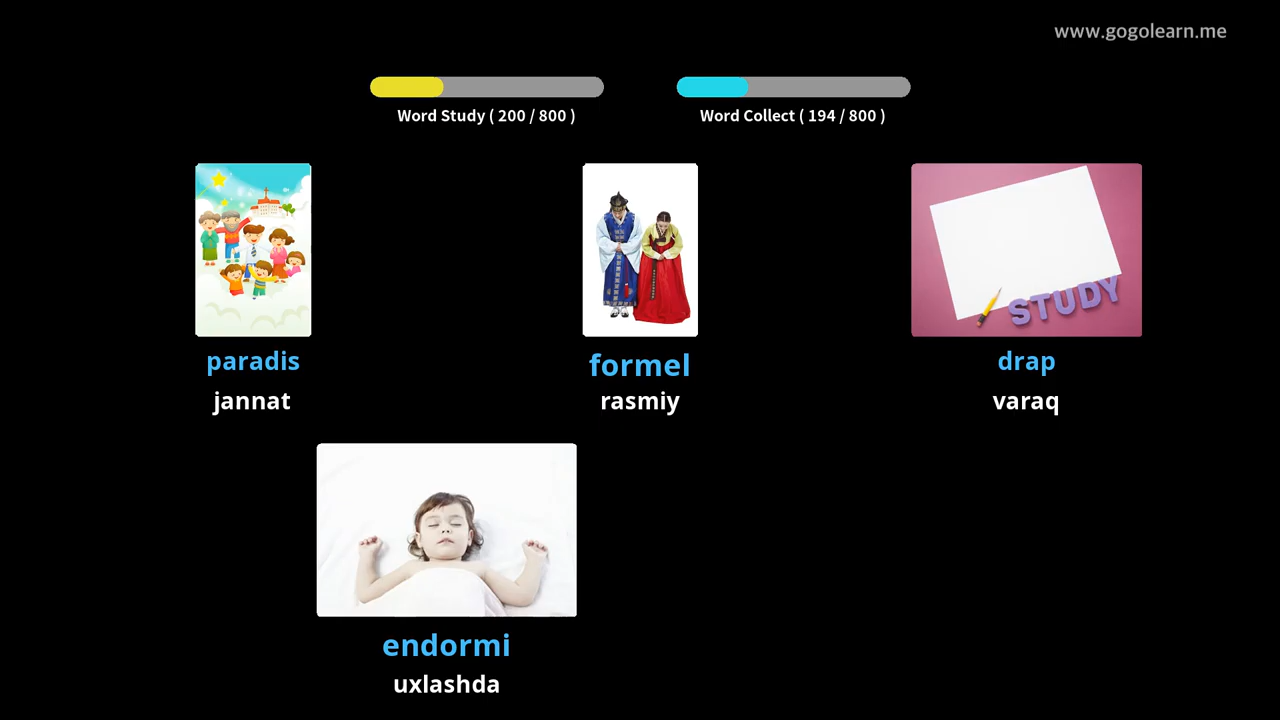 www.gogolearn.me
Word Study ( 200 / 800 )
Word Collect ( 194 / 800 )
STUDY
paradis
jannat
formel
rasmiy
drap
varaq
endormi
uxlashda